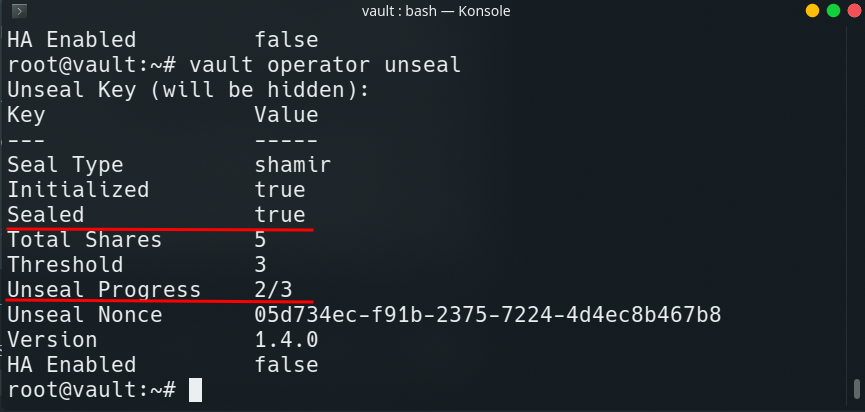 vault : bash — Konsole
HA Enabled false
root@vault:~# vault operator unseal
Unseal Key (will be hidden):
Key Value
--- -----
Seal Type shamir
Initialized true
Sealed true
Total Shares 5
Threshold 3
Unseal Progress 2/3
Unseal Nonce 05d734ec-f91b-2375-7224-4d4ec8b467b8
Version 1.4.0
HA Enabled false
root@vault:~#